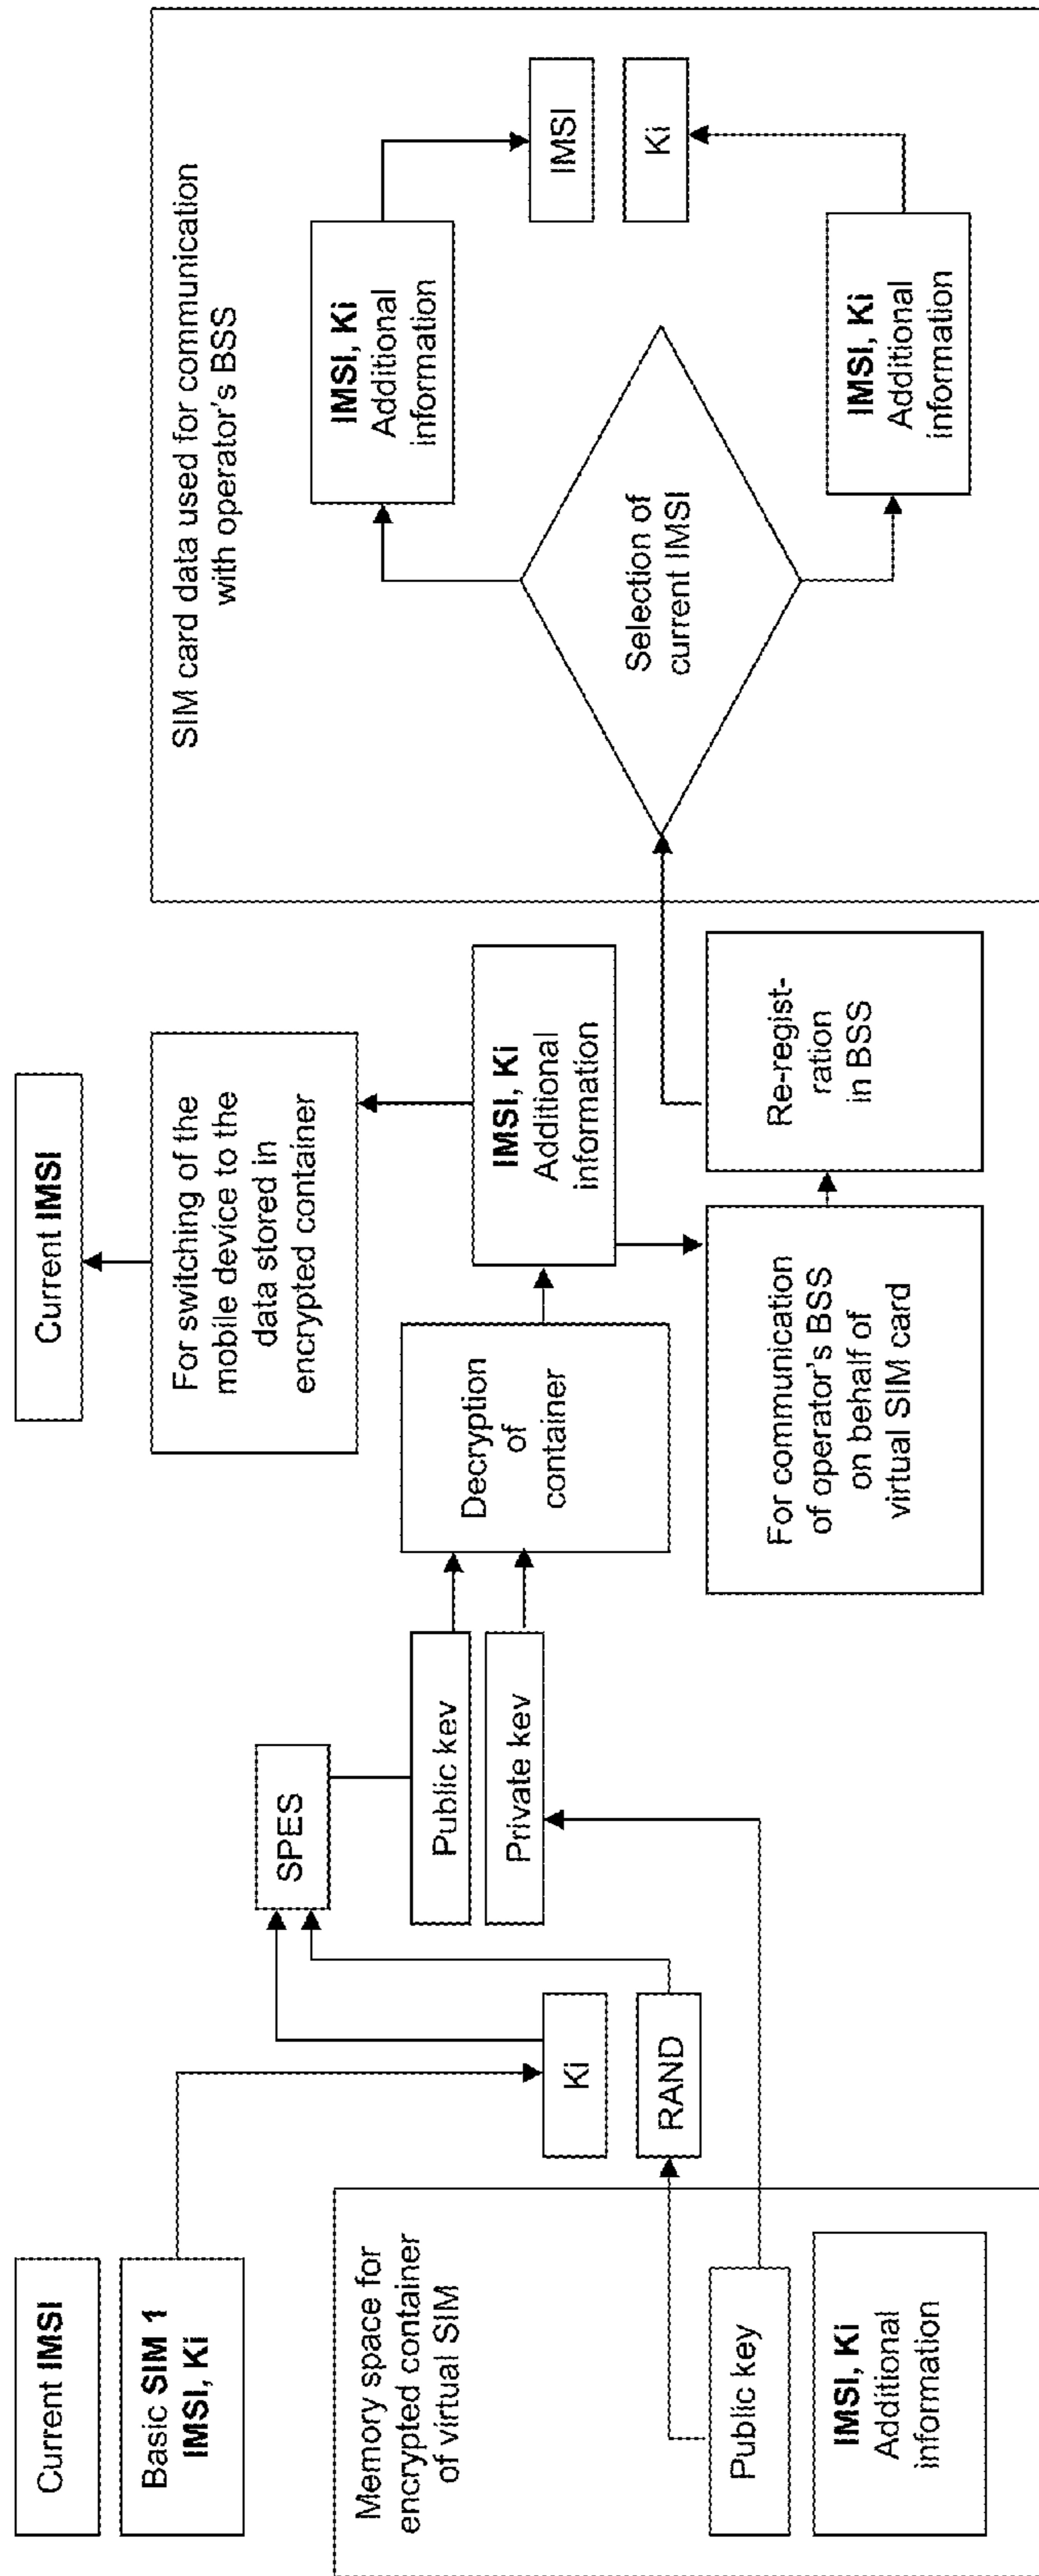 Current IMSI
Basic SIM 1
IMSI, Ki
Memory space for
encrypted container
of virtual SIM
Public key
IMSI, Ki
Additional
information
Ki
RAND
SPES
Public kev
Private kev
Decryption
of
container
Current IMSI
For switching of the
mobile device to the
data stored in
encrypted container
IMSI, Ki
Additional
information
For communication
of operator's BSS
on behalf of
virtual SIM card
Re-regist-
ration
in BSS
SIM card data used for communication
with operator's BSS
Selection of
current IMSI
IMSI, Ki
Additional
information
IMSI, Ki
Additional
information
IMSI
Ki